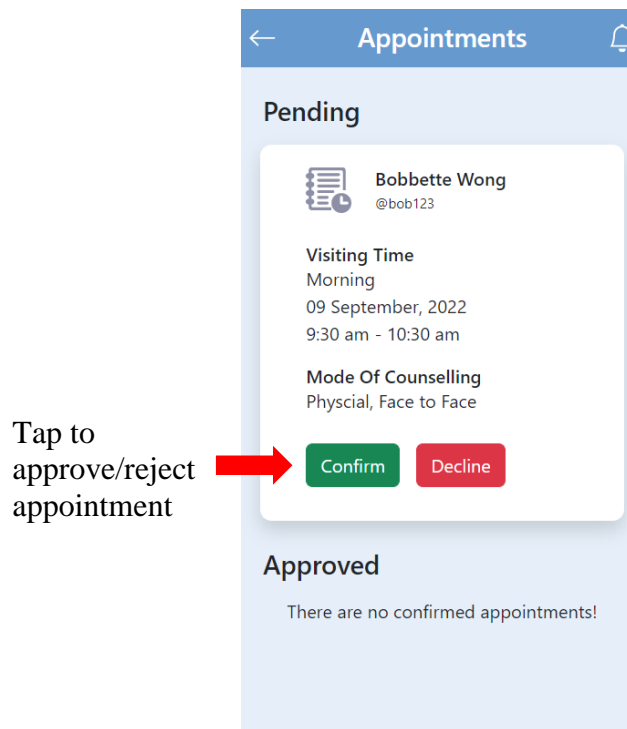 Appointments
Pending
Bobbette Wong
@bob123
Visiting Time
Morning
09 September, 2022
9:30 am - 10:30 am
Mode Of Counselling
Physcial, Face to Face
Tap to
approve/reject
appointment
Confirm
Decline
Approved
There are no confirmed appointments!